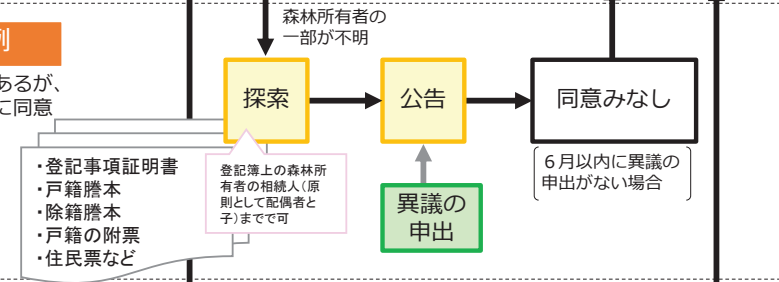 森林所有者の
一部が不明
例
あるが、
に同意
探索
公告
同意みなし
6月以内に異議の
申出がない場合
・登記事項証明書
・戸籍謄本
・除籍謄本
・戸籍の附票
・住民票など
登記簿上の森林所
有者の相続人(原
則として配偶者と
子)までで可
異議の
申出